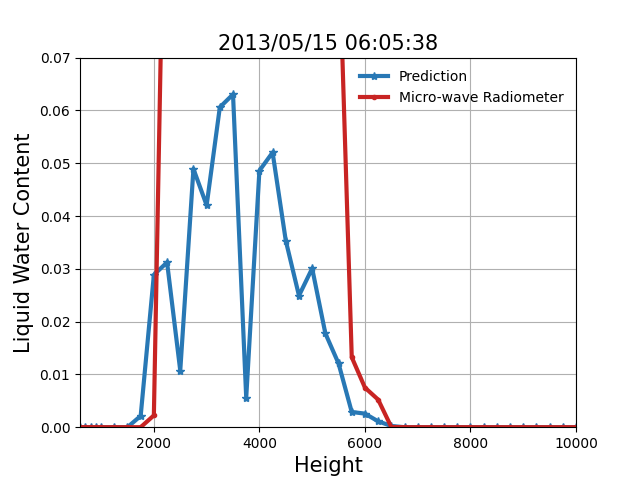 2013/05/15 06:05:38
0.07
0.06
0.05
0.04
0.03
0.02
0.01
0.00
Liquid Water Content
Prediction
Micro-wave Radiometer
2000 4000 6000 8000 10000
Height